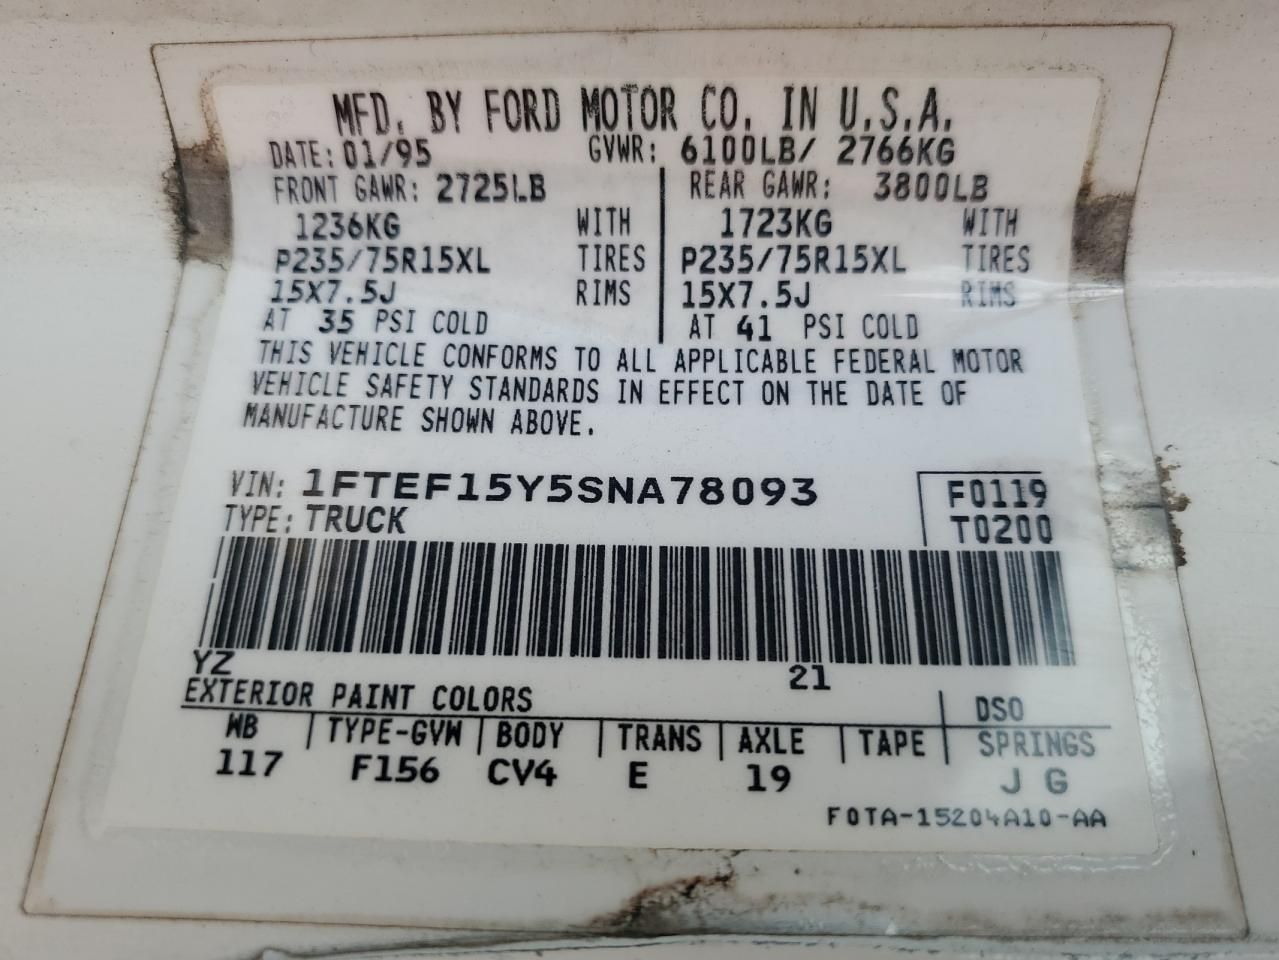 MFD. BY FORD MOTOR CO. IN U.S.A.
DATE: 01/95 GVWR: 6100LB/ 2766KG
FRONT GAWR: 2725LB REAR GAWR: 3800LB
1236KG WITH 1723KG WITH
P235/75R15XL TIRES P235/75R15XL TIRES
15X7.5J RIMS 15X7.5J RIMS
AT 35 PSI COLD AT 41 PSI COLD
THIS VEHICLE CONFORMS TO ALL APPLICABLE FEDERAL MOTOR
VEHICLE SAFETY STANDARDS IN EFFECT ON THE DATE OF
MANUFACTURE SHOWN ABOVE.
VIN: 1FTEF15Y5SNA78093 F0119
TYPE: TRUCK T0200
YZ 21
EXTERIOR PAINT COLORS DSO
WB TYPE-GVW BODY TRANS AXLE TAPE SPRINGS
117 F156 CV4 E 19 J G
F0TA-15204A10-AA